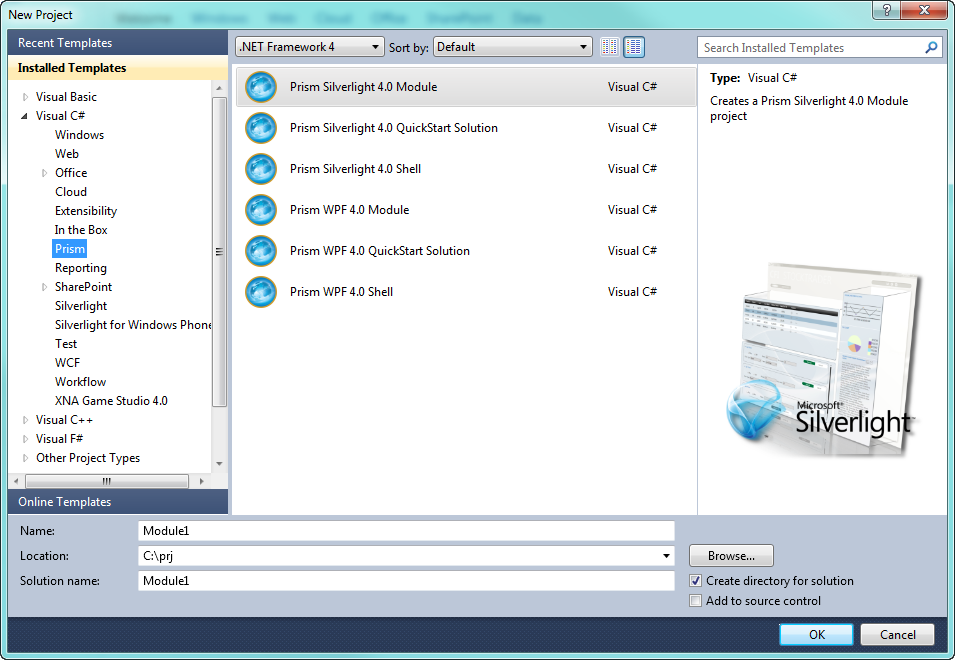 New Project
Recent Templates
Installed Templates
Visual Basic
Visual C#
Windows
Web
Office
Cloud
Extensibility
In the Box
Prism
Reporting
SharePoint
Silverlight
Silverlight for Windows Phone
Test
WCF
Workflow
XNA Game Studio 4.0
Visual C++
Visual F#
Other Project Types
Online Templates
.NET Framework 4
Sort by:
Default
Prism Silverlight 4.0 Module Visual C#
Prism Silverlight 4.0 QuickStart Solution Visual C#
Prism Silverlight 4.0 Shell Visual C#
Prism WPF 4.0 Module Visual C#
Prism WPF 4.0 QuickStart Solution Visual C#
Prism WPF 4.0 Shell Visual C#
Search Installed Templates
Type: Visual C#
Creates a Prism Silverlight 4.0 Module
project
Microsoft®
Silverlight™
Name: Module1
Location: C:\prj
Browse...
Solution name: Module1
Create directory for solution
Add to source control
OK
Cancel